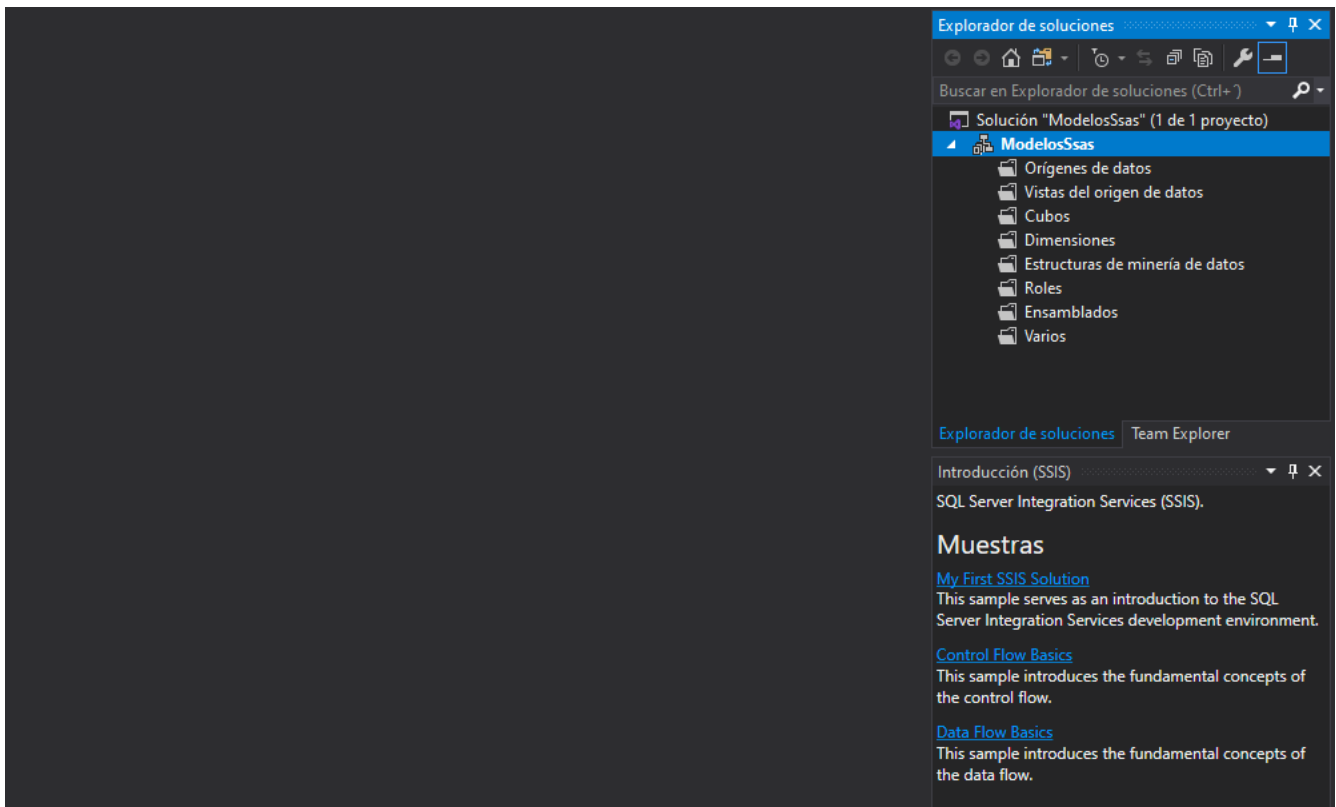 Explorador de soluciones
Buscar en Explorador de soluciones (Ctrl+´)
Solución "ModelosSsas" (1 de 1 proyecto)
ModelosSsas
Orígenes de datos
Vistas del origen de datos
Cubos
Dimensiones
Estructuras de minería de datos
Roles
Ensamblados
Varios
Explorador de soluciones Team Explorer
Introducción (SSIS)
SQL Server Integration Services (SSIS).
Muestras
My First SSIS Solution
This sample serves as an introduction to the SQL
Server Integration Services development environment.
Control Flow Basics
This sample introduces the fundamental concepts of
the control flow.
Data Flow Basics
This sample introduces the fundamental concepts of
the data flow.